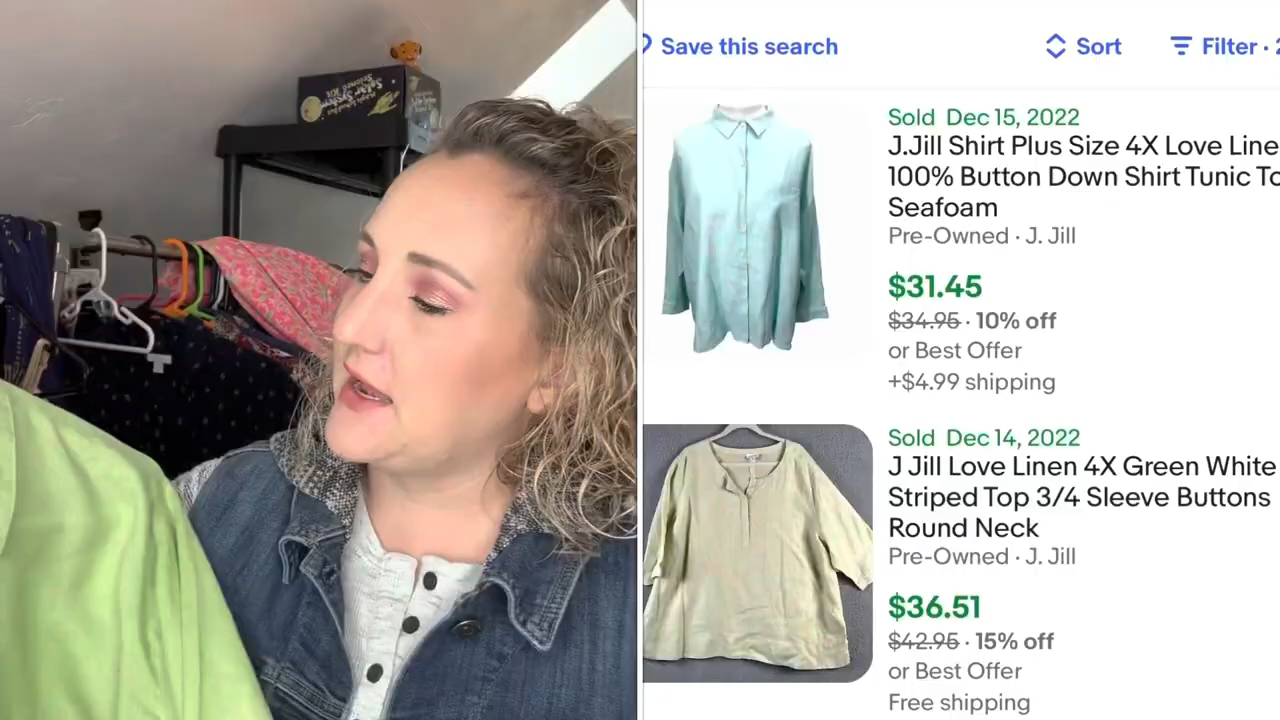 Save this search
Sort
Filter ·
Solar System
Sold Dec 15, 2022
J.Jill Shirt Plus Size 4X Love Line
100% Button Down Shirt Tunic To
Seafoam
Pre-Owned · J. Jill
$31.45
$34.95 · 10% off
or Best Offer
+$4.99 shipping
Sold Dec 14, 2022
J Jill Love Linen 4X Green White
Striped Top 3/4 Sleeve Buttons
Round Neck
Pre-Owned · J. Jill
$36.51
$42.95 · 15% off
or Best Offer
Free shipping